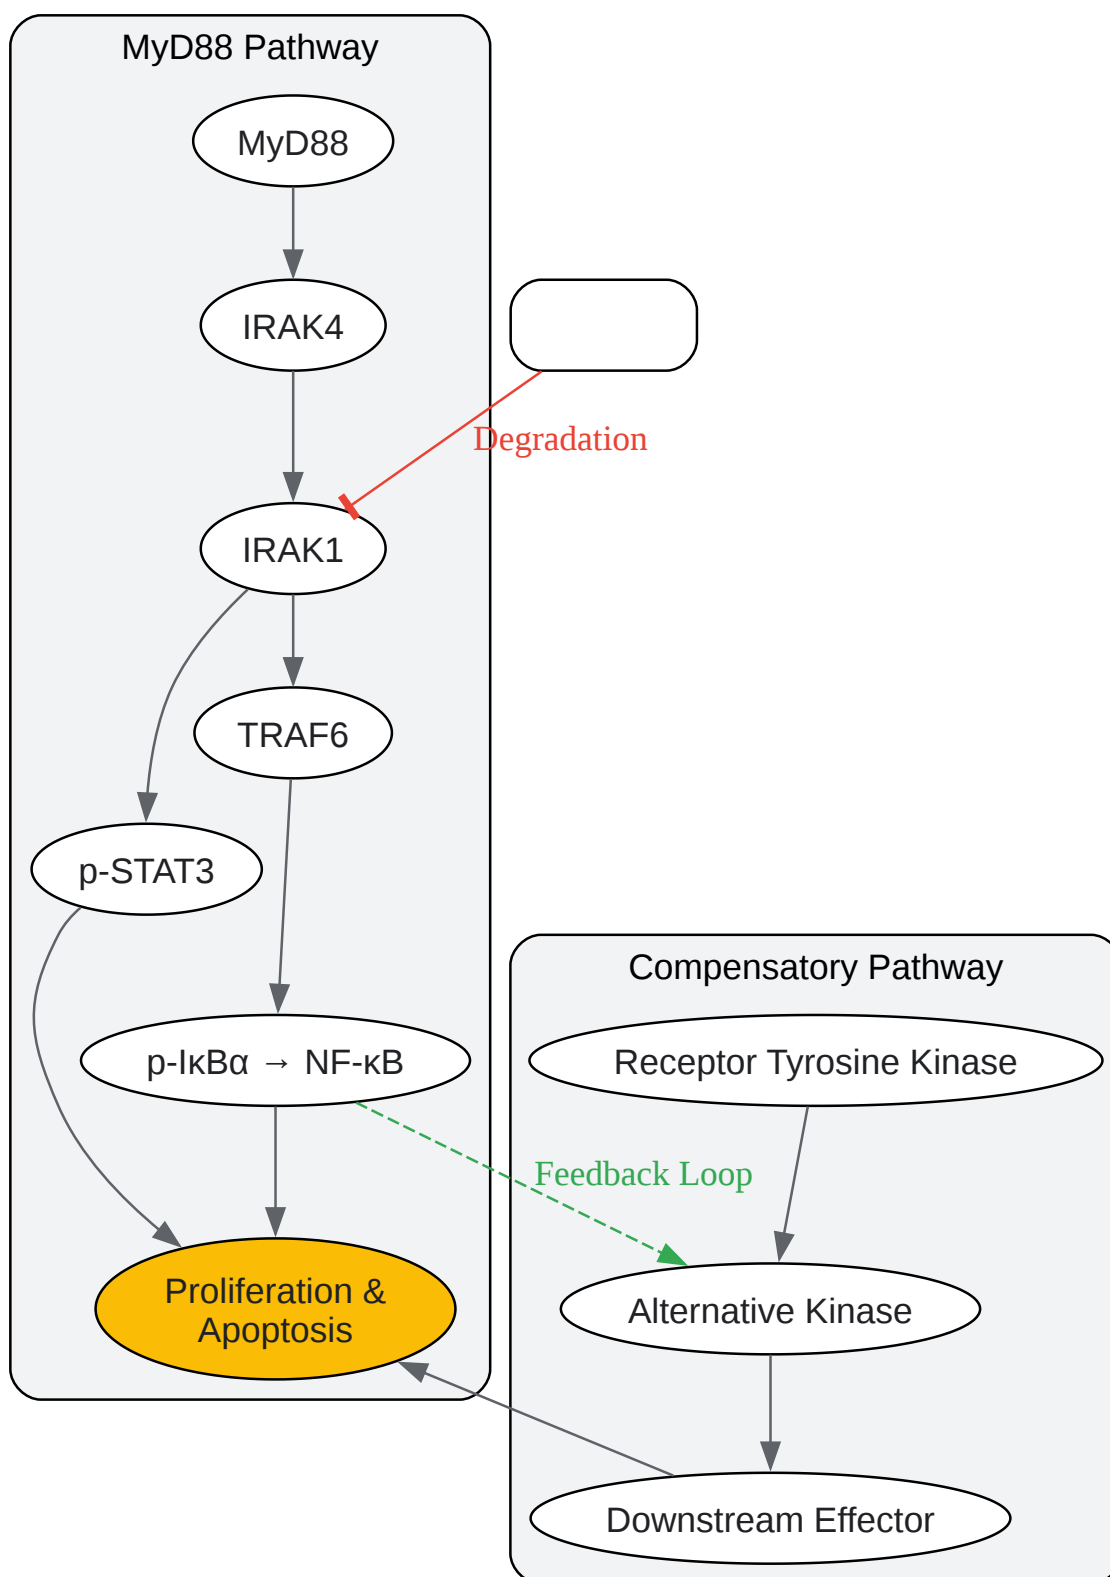 MyD88 Pathway
MyD88
IRAK4
Degradation
IRAK1
TRAF6
p-STAT3
Compensatory Pathway
p-IκBα → NF-κB
Receptor Tyrosine Kinase
Feedback Loop
Proliferation &
Apoptosis
Alternative Kinase
Downstream Effector